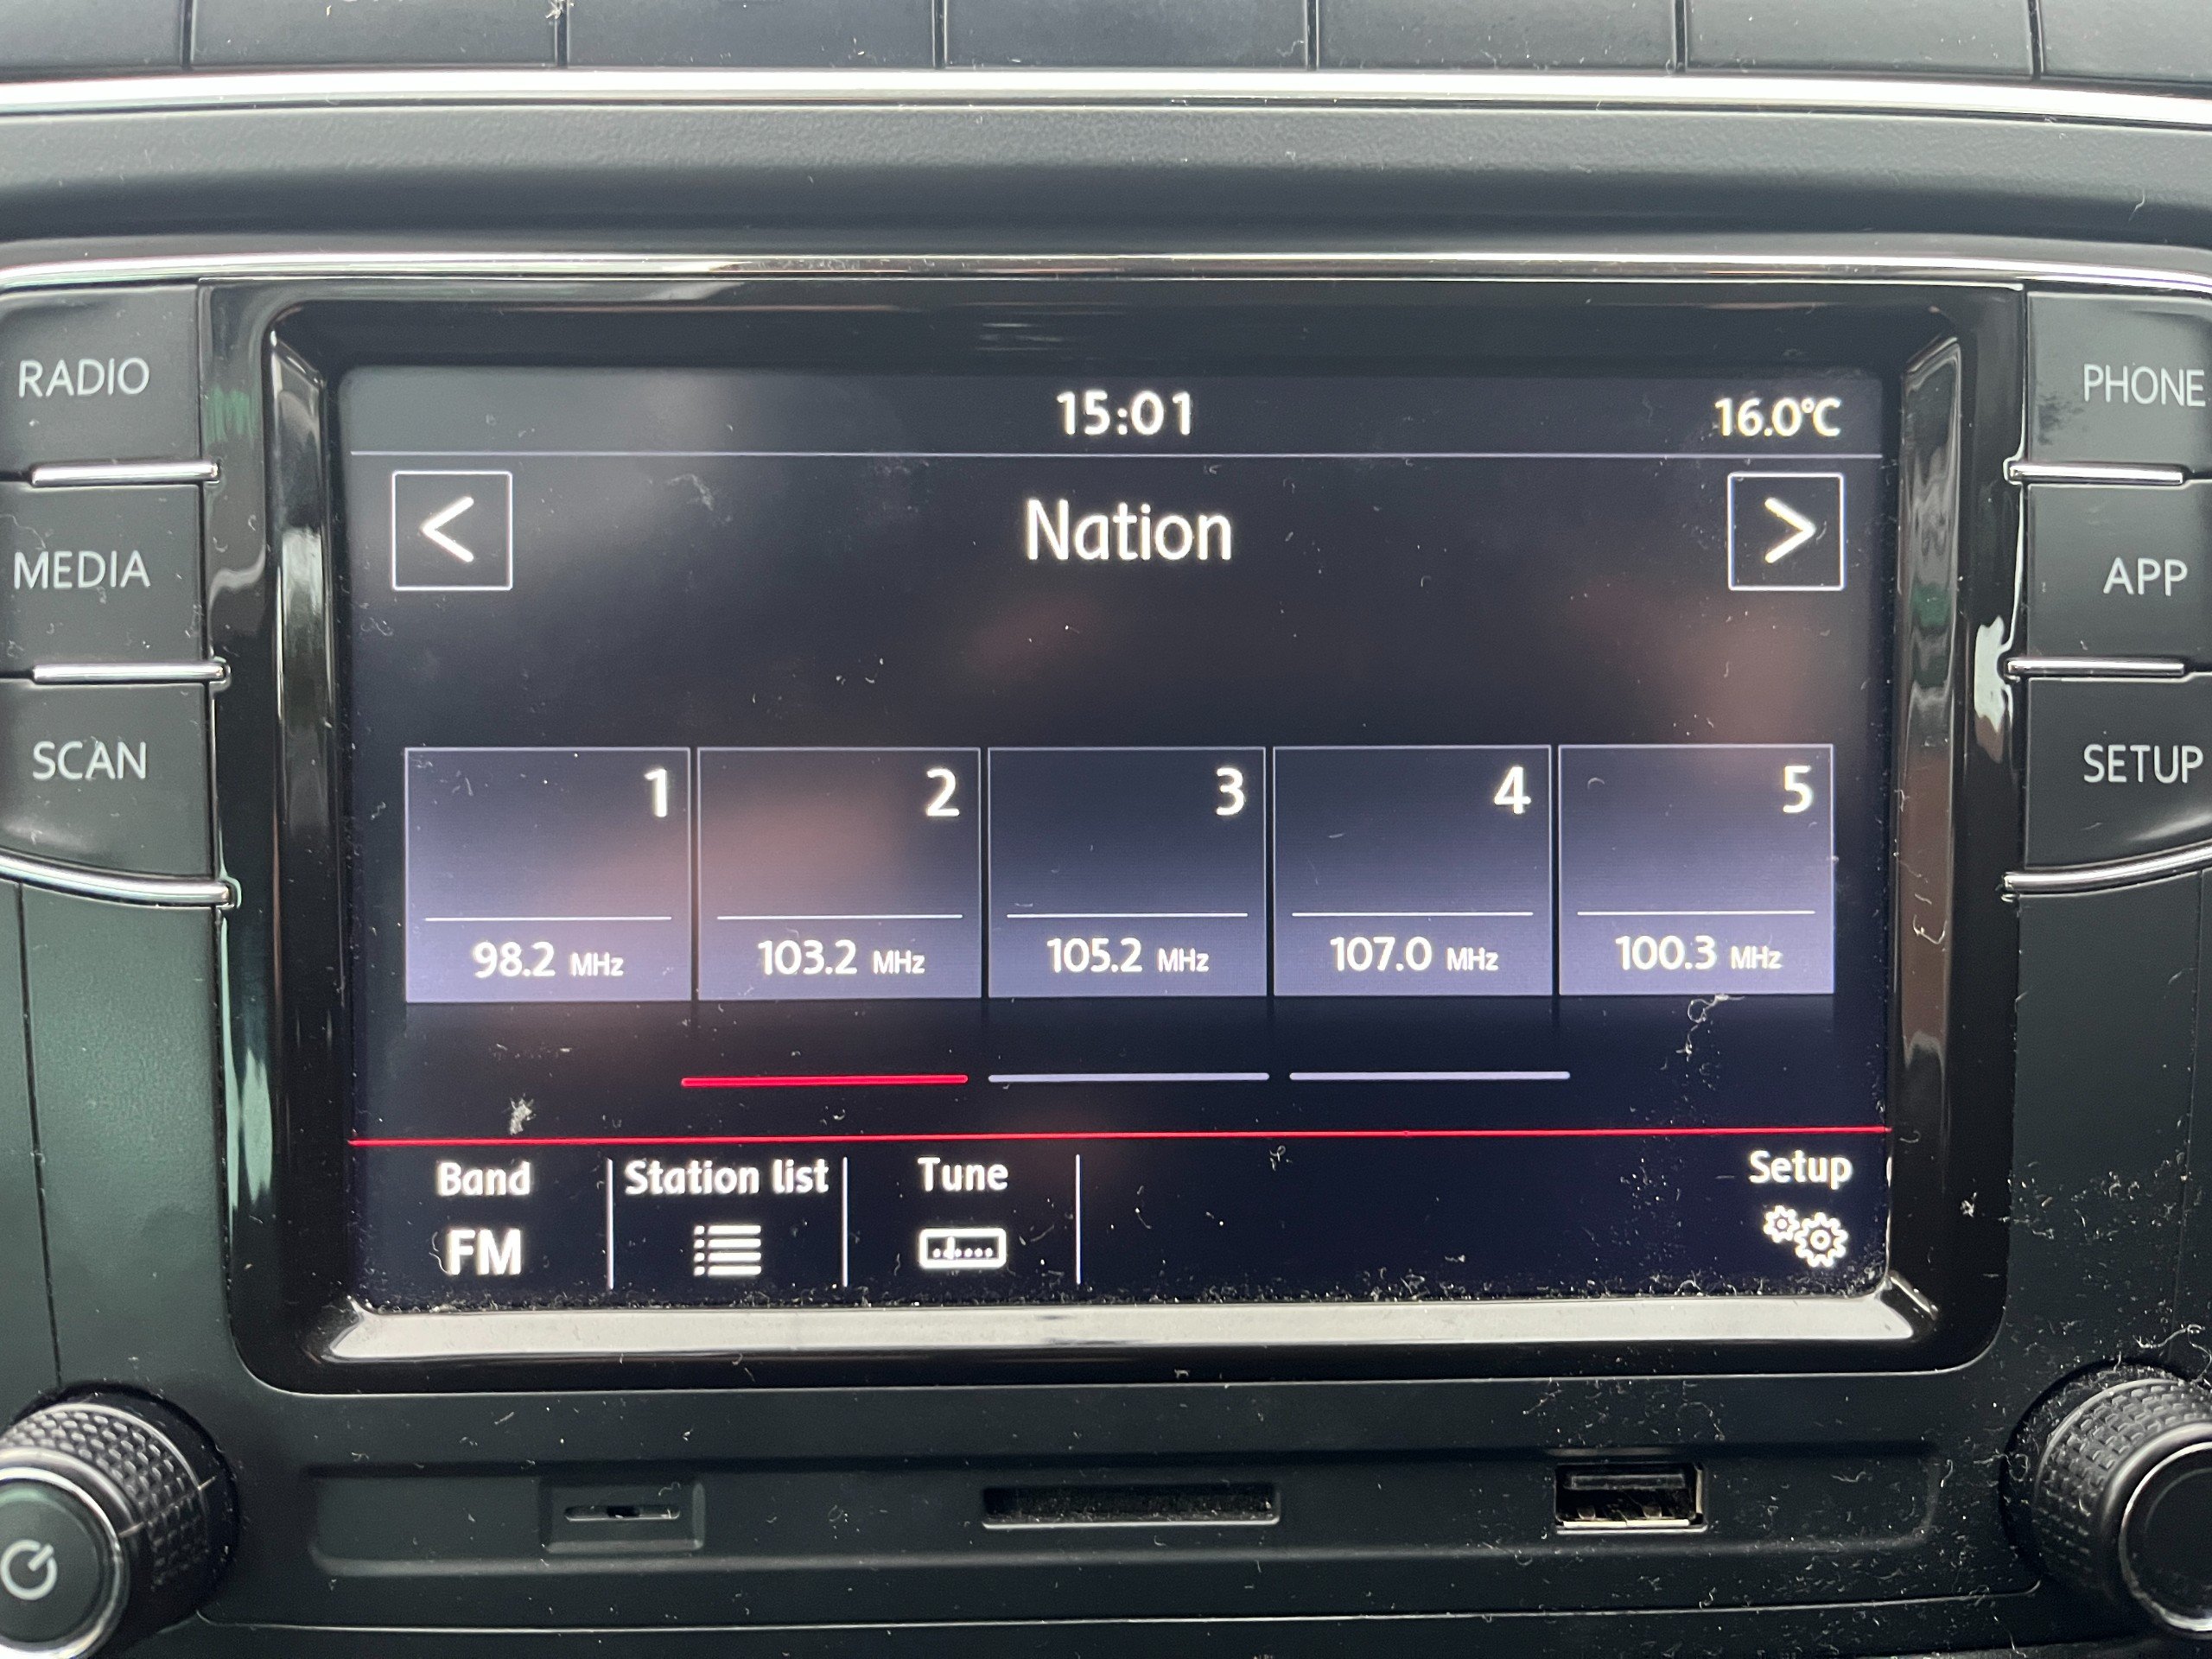 RADIO
MEDIA
SCAN
PHONE
APP
SETUP
15:01
16.0°C
<
Nation
>
1
2
3
4
5
98.2 MHz
103.2 MHz
105.2 MHz
107.0 MHz
100.3 MHz
Band
Station list
Tune
Setup
FM